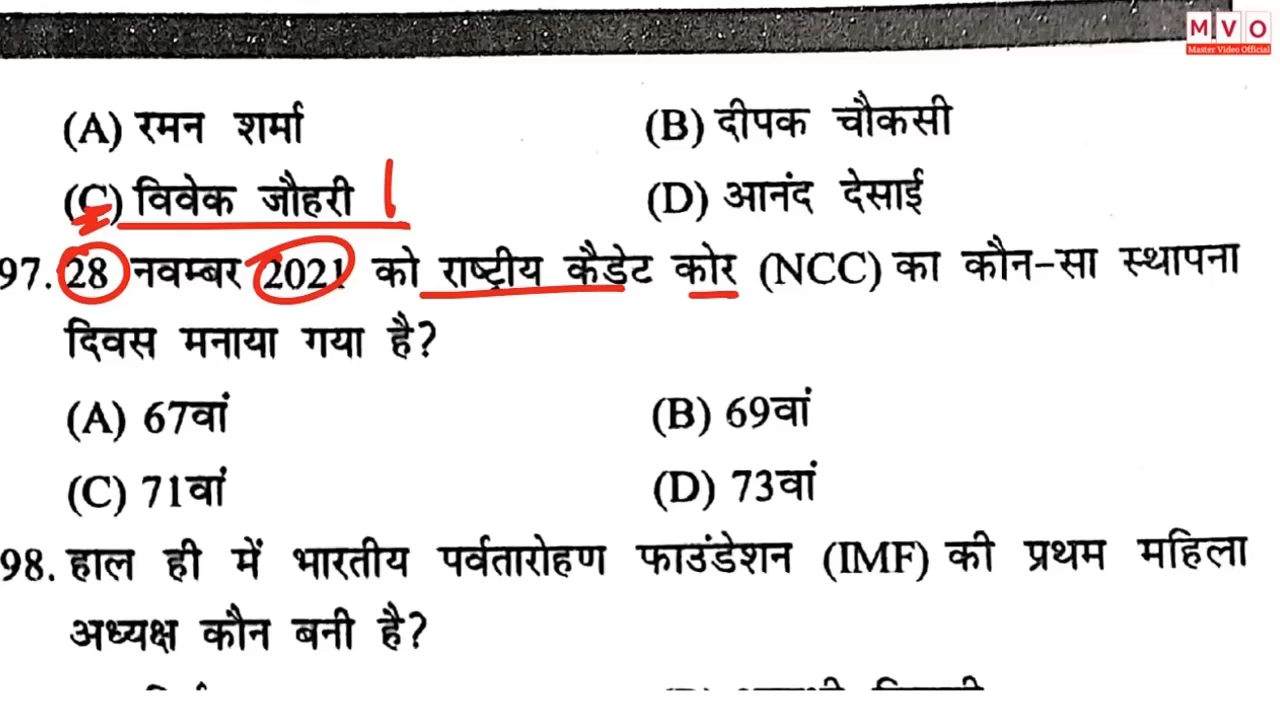 M V O
Master Video Official
(A) रमन शर्मा (B) दीपक चौकसी
(C) विवेक जौहरी (D) आनंद देसाई
97. 28 नवम्बर 2021 को राष्ट्रीय कैडेट कोर (NCC) का कौन-सा स्थापना
दिवस मनाया गया है?
(A) 67वां (B) 69वां
(C) 71वां (D) 73वां
98. हाल ही में भारतीय पर्वतारोहण फाउंडेशन (IMF) की प्रथम महिला
अध्यक्ष कौन बनी है?